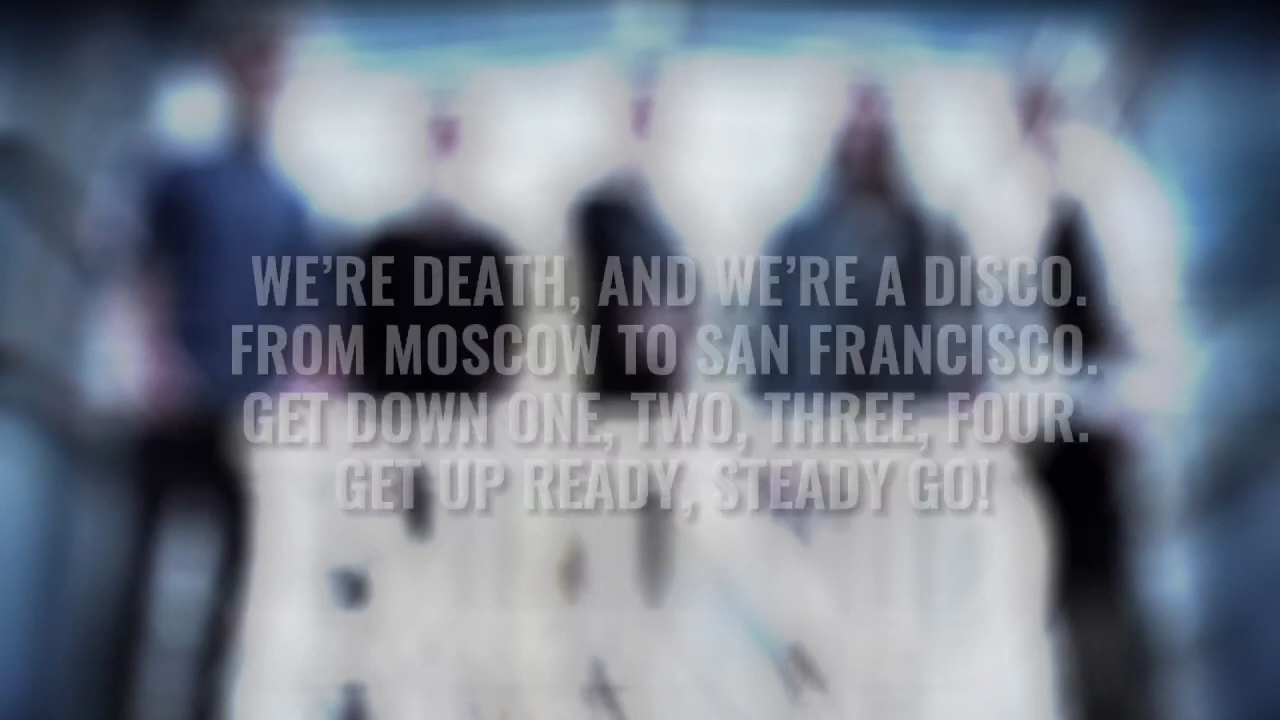 WE’RE DEATH, AND WE’RE A DISCO.
FROM MOSCOW TO SAN FRANCISCO.
GET DOWN ONE, TWO, THREE, FOUR.
GET UP READY, STEADY GO!